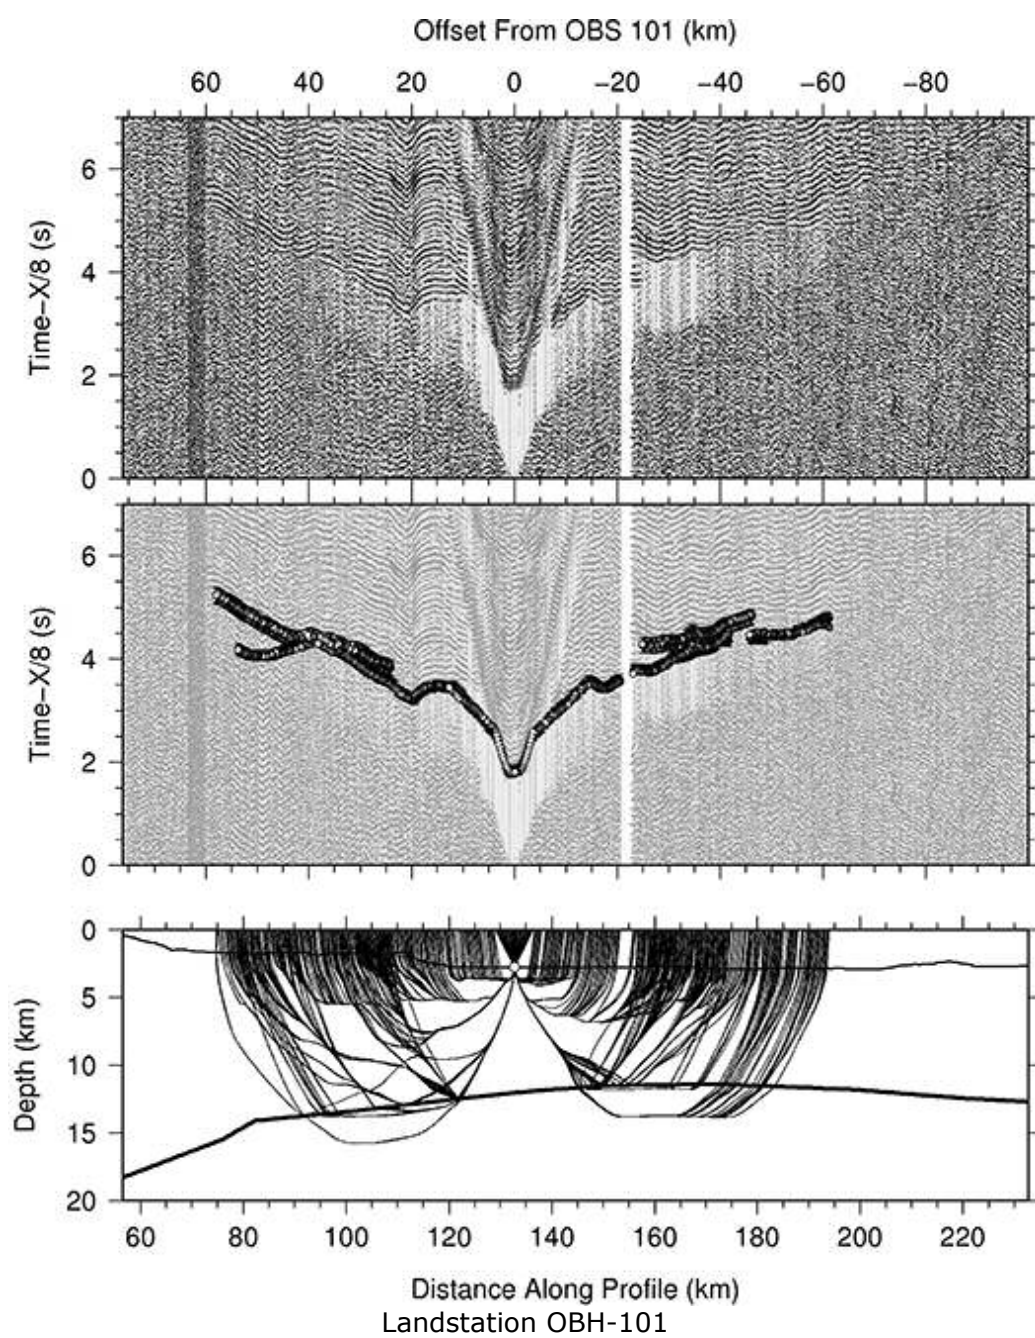 Offset From OBS 101 (km)
60 40 20 0 −20 −40 −60 −80
6
4
2
0
Time−X/8 (s)
6
4
2
0
Time−X/8 (s)
0
5
10
15
20
Depth (km)
60 80 100 120 140 160 180 200 220
Distance Along Profile (km)
Landstation OBH-101